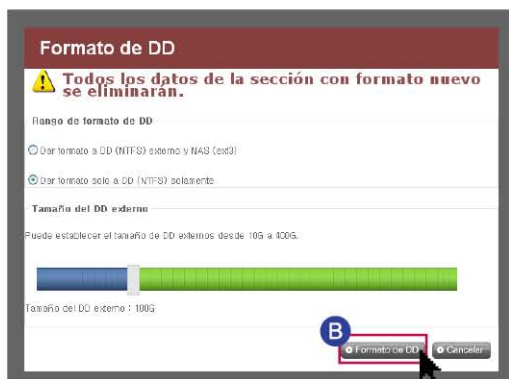 Formato de DD
Todos los datos de la sección con formato nuevo
se eliminarán.
Rango de formato de DD
Dar formato a DD (NTFS) externo y NAS (ext3)
Dar formato solo a DD (NTFS) solamente
Tamaño del DD externo
Puede establecer el tamaño de DD externos desde 10G a 400G.
Tamaño del DD externo : 100G
B
Formato de DD Cancelar